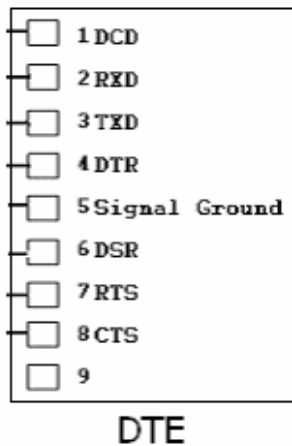 1 DCD
2 RXD
3 TXD
4 DTR
5 Signal Ground
6 DSR
7 RTS
8 CTS
9
DTE